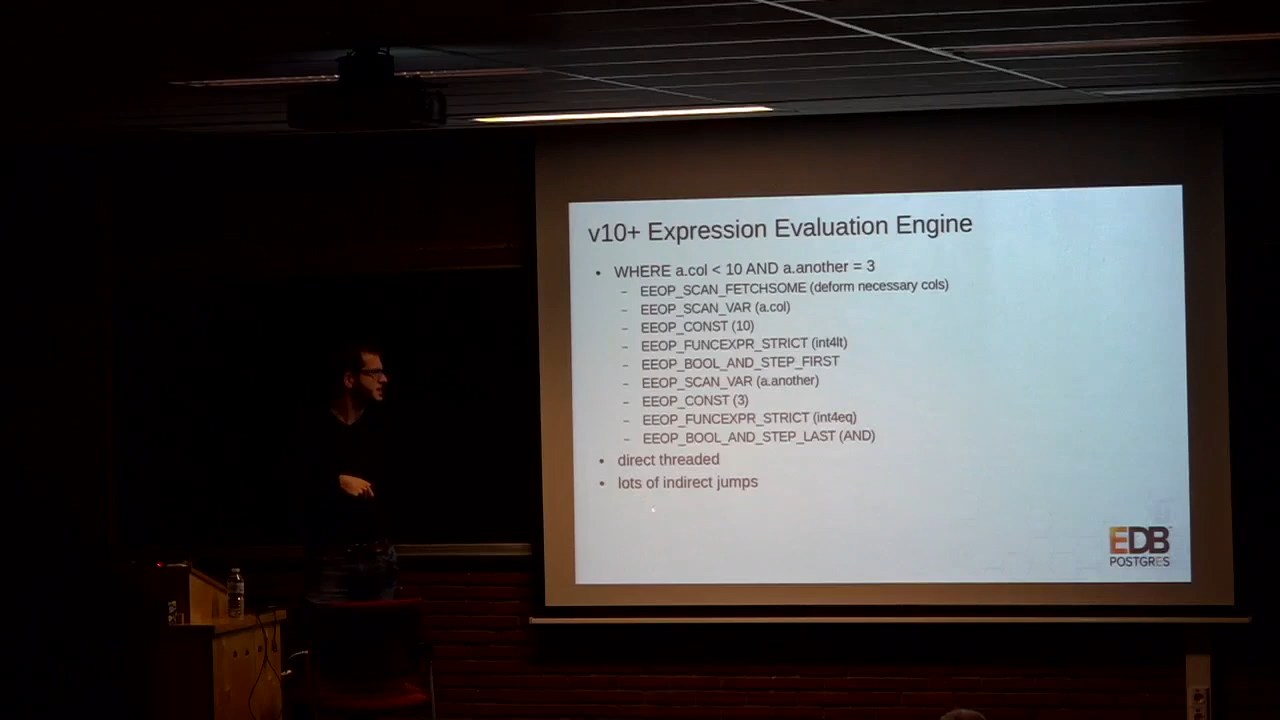 v10+ Expression Evaluation Engine
• WHERE a.col < 10 AND a.another = 3
– EEOP_SCAN_FETCHSOME (deform necessary cols)
– EEOP_SCAN_VAR (a.col)
– EEOP_CONST (10)
– EEOP_FUNCEXPR_STRICT (int4lt)
– EEOP_BOOL_AND_STEP_FIRST
– EEOP_SCAN_VAR (a.another)
– EEOP_CONST (3)
– EEOP_FUNCEXPR_STRICT (int4eq)
– EEOP_BOOL_AND_STEP_LAST (AND)
• direct threaded
• lots of indirect jumps
EDB
POSTGRES